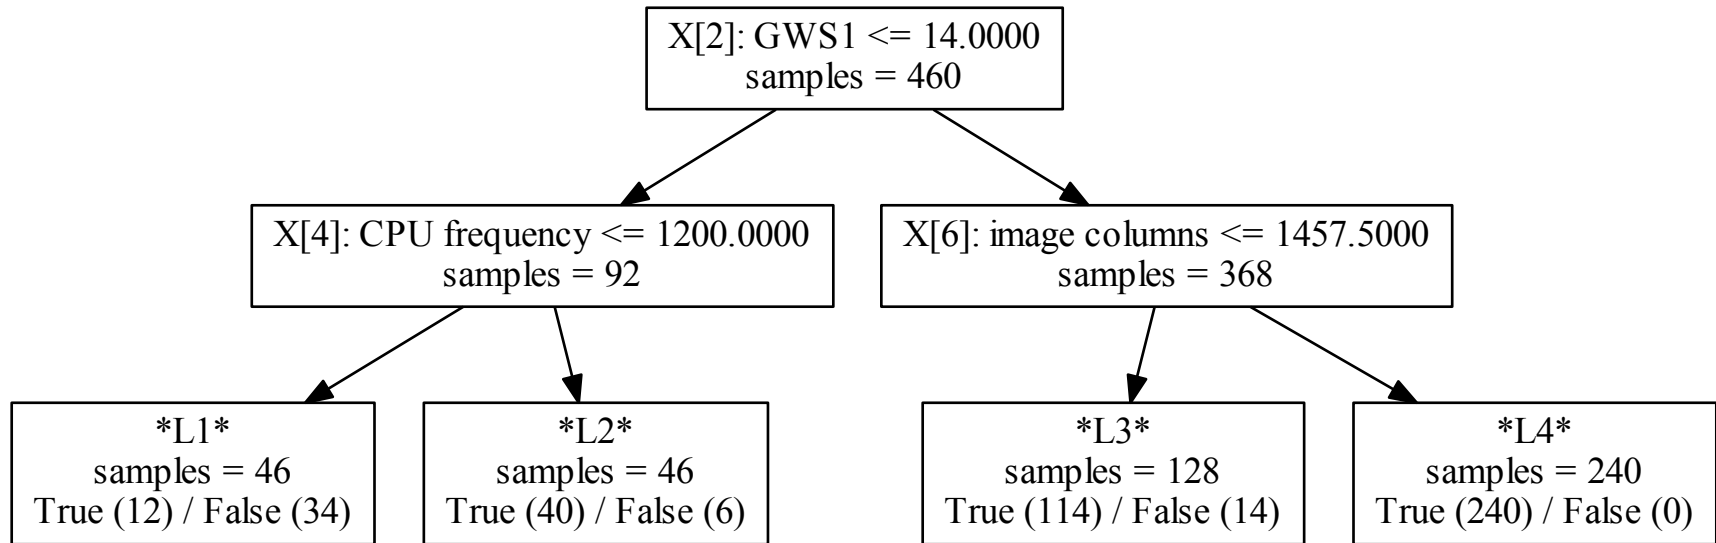 X[2]: GWS1 <= 14.0000
samples = 460
X[4]: CPU frequency <= 1200.0000
samples = 92
X[6]: image columns <= 1457.5000
samples = 368
*L1*
samples = 46
True (12) / False (34)
*L2*
samples = 46
True (40) / False (6)
*L3*
samples = 128
True (114) / False (14)
*L4*
samples = 240
True (240) / False (0)